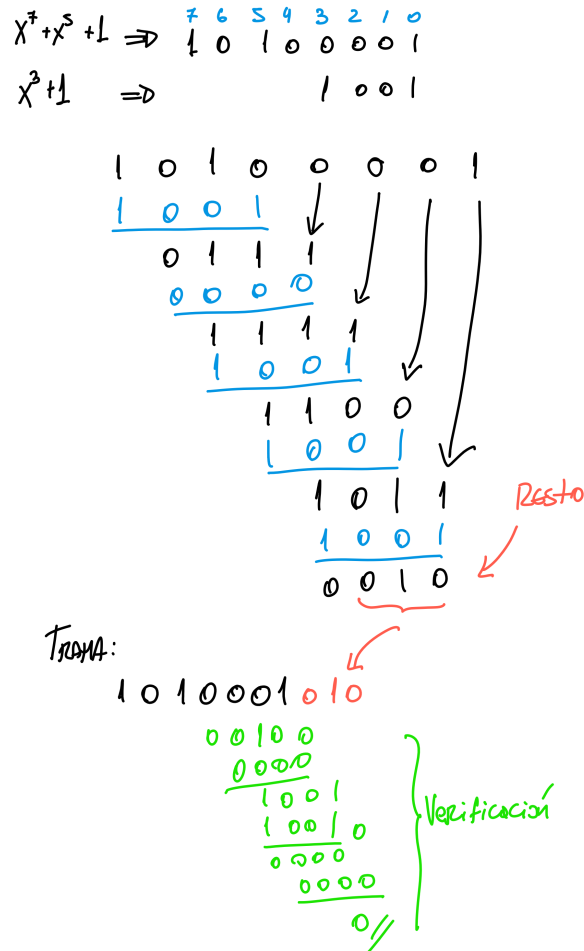 7 6 5 4 3 2 1 0
x⁷+x⁵+1 ⇒ 1 0 1 0 0 0 0 1
x³+1 ⇒ 1 0 0 1
1 0 1 0 0 0 0 1
1 0 0 1
0 1 1 1
0 0 0 0
1 1 1 1
1 0 0 1
1 1 0 0
1 0 0 1
1 0 1 1
Resto
1 0 0 1
0 0 1 0
TRAMA:
1 0 1 0 0 0 1 0 1 0
0 0 1 0 0
0 0 0 0
1 0 0 1
Verificación
1 0 0 1 0
0 0 0 0
0 0 0 0
0 //